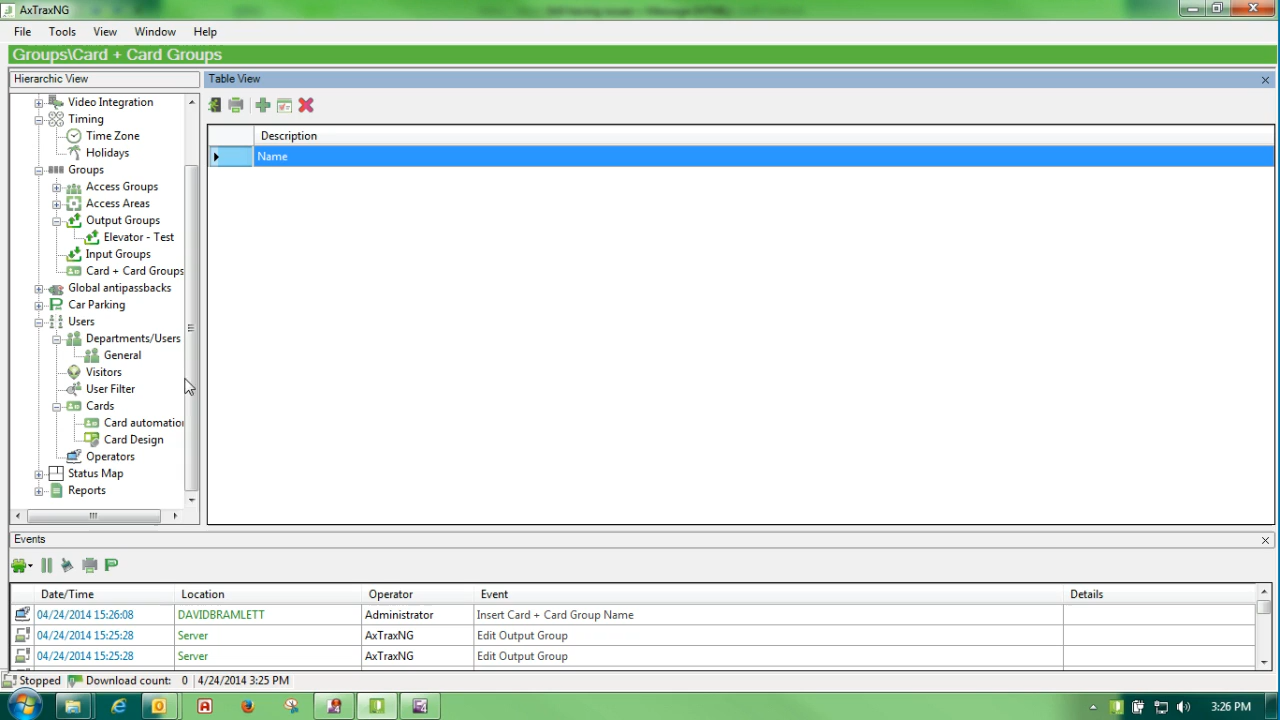 AxTraxNG
File Tools View Window Help
Groups\Card + Card Groups
Hierarchic View
Table View
Video Integration
Timing
Time Zone
Holidays
Groups
Access Groups
Access Areas
Output Groups
Elevator - Test
Input Groups
Card + Card Groups
Global antipassbacks
Car Parking
Users
Departments/Users
General
Visitors
User Filter
Cards
Card automatio
Card Design
Operators
Status Map
Reports
Description
Name
Events
Date/Time Location Operator Event Details
04/24/2014 15:26:08 DAVIDBRAMLETT Administrator Insert Card + Card Group Name
04/24/2014 15:25:28 Server AxTraxNG Edit Output Group
04/24/2014 15:25:28 Server AxTraxNG Edit Output Group
Stopped Download count: 0 4/24/2014 3:25 PM
3:26 PM